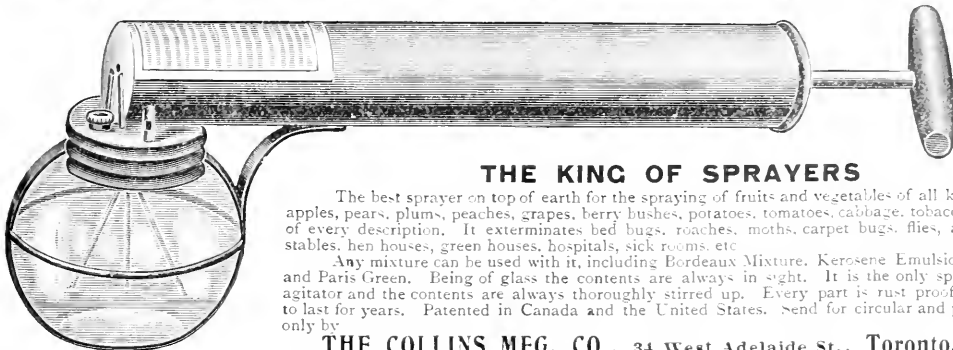 THE KING OF SPRAYERS
The best sprayer on top of earth for the spraying of fruits and vegetables of all
apples, pears, plums, peaches, grapes, berry bushes, potatoes, tomatoes, cabbage,
of every description. It exterminates bed bugs, roaches, moths, carpet bugs, flies,
stables, hen houses, green houses, hospitals, sick rooms, etc
Any mixture can be used with it, including Bordeaux Mixture, Kerosene
and Paris Green. Being of glass the contents are always in sight. It is the only
agitator and the contents are always thoroughly stirred up. Every part is rust proof
to last for years. Patented in Canada and the United States. Send for circular and
only by
THE COLLINS MFG. CO., 34 West Adelaide St., Toronto,